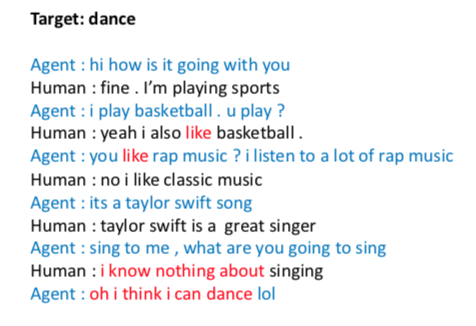 Target: dance
Agent : hi how is it going with you
Human : fine . I'm playing sports
Agent : i play basketball . u play ?
Human : yeah i also like basketball .
Agent : you like rap music ? i listen to a lot of rap music
Human : no i like classic music
Agent : its a taylor swift song
Human : taylor swift is a great singer
Agent : sing to me , what are you going to sing
Human : i know nothing about singing
Agent : oh i think i can dance lol